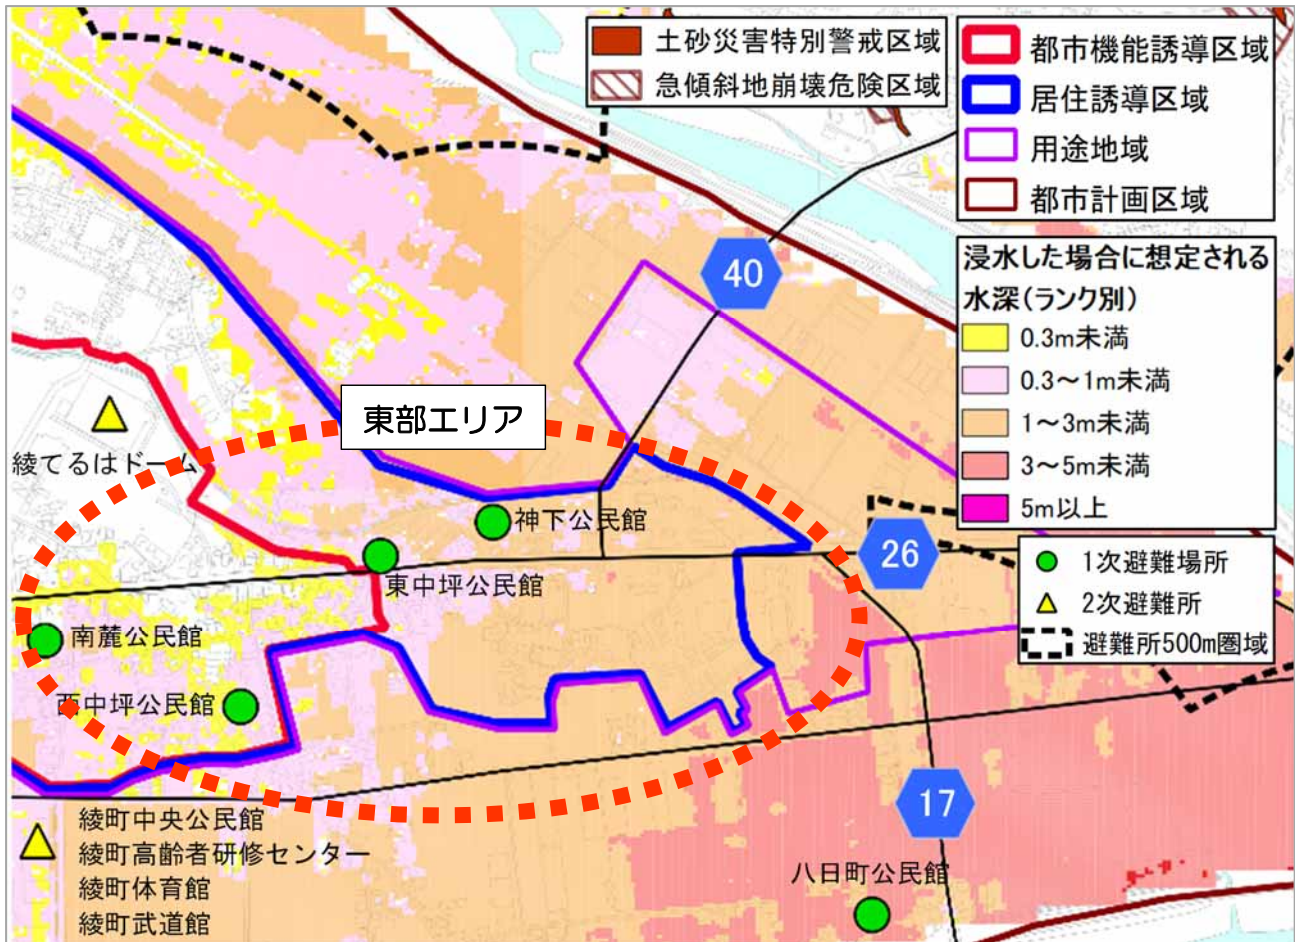 土砂災害特別警戒区域
急傾斜地崩壊危険区域
都市機能誘導区域
居住誘導区域
用途地域
都市計画区域
浸水した場合に想定される
水深(ランク別)
0.3m未満
0.3～1m未満
1～3m未満
3～5m未満
5m以上
1次避難場所
2次避難所
避難所500m圏域
40
東部エリア
綾てるはドーム
神下公民館
26
東中坪公民館
南麓公民館
西中坪公民館
17
綾町中央公民館
綾町高齢者研修センター
綾町体育館
綾町武道館
八日町公民館